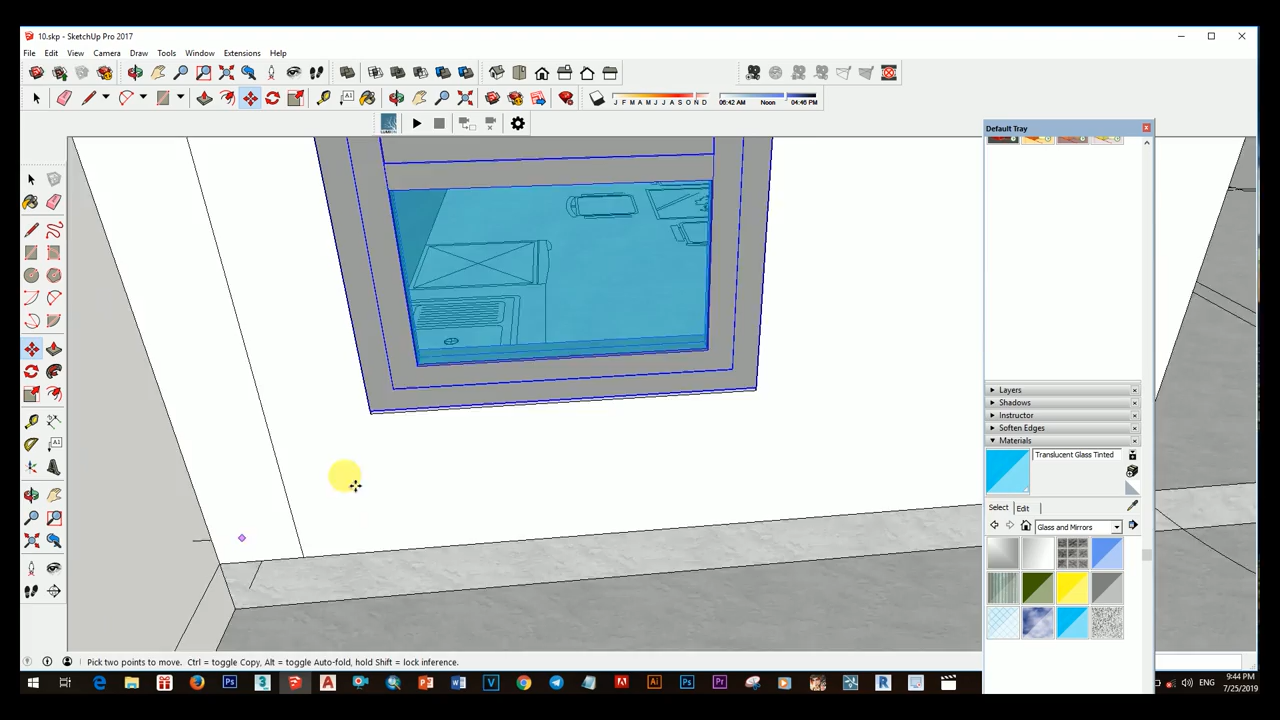 10.skp - SketchUp Pro 2017
File Edit View Camera Draw Tools Window Extensions Help
J F M A M J J A S O N D 06:42 AM Noon 04:46 PM
LUMION
Default Tray
Layers
Shadows
Instructor
Soften Edges
Materials
Translucent Glass Tinted
Select Edit
Glass and Mirrors
Pick two points to move. Ctrl = toggle Copy, Alt = toggle Auto-fold, hold Shift = lock inference.
ENG
9:44 PM
7/25/2019